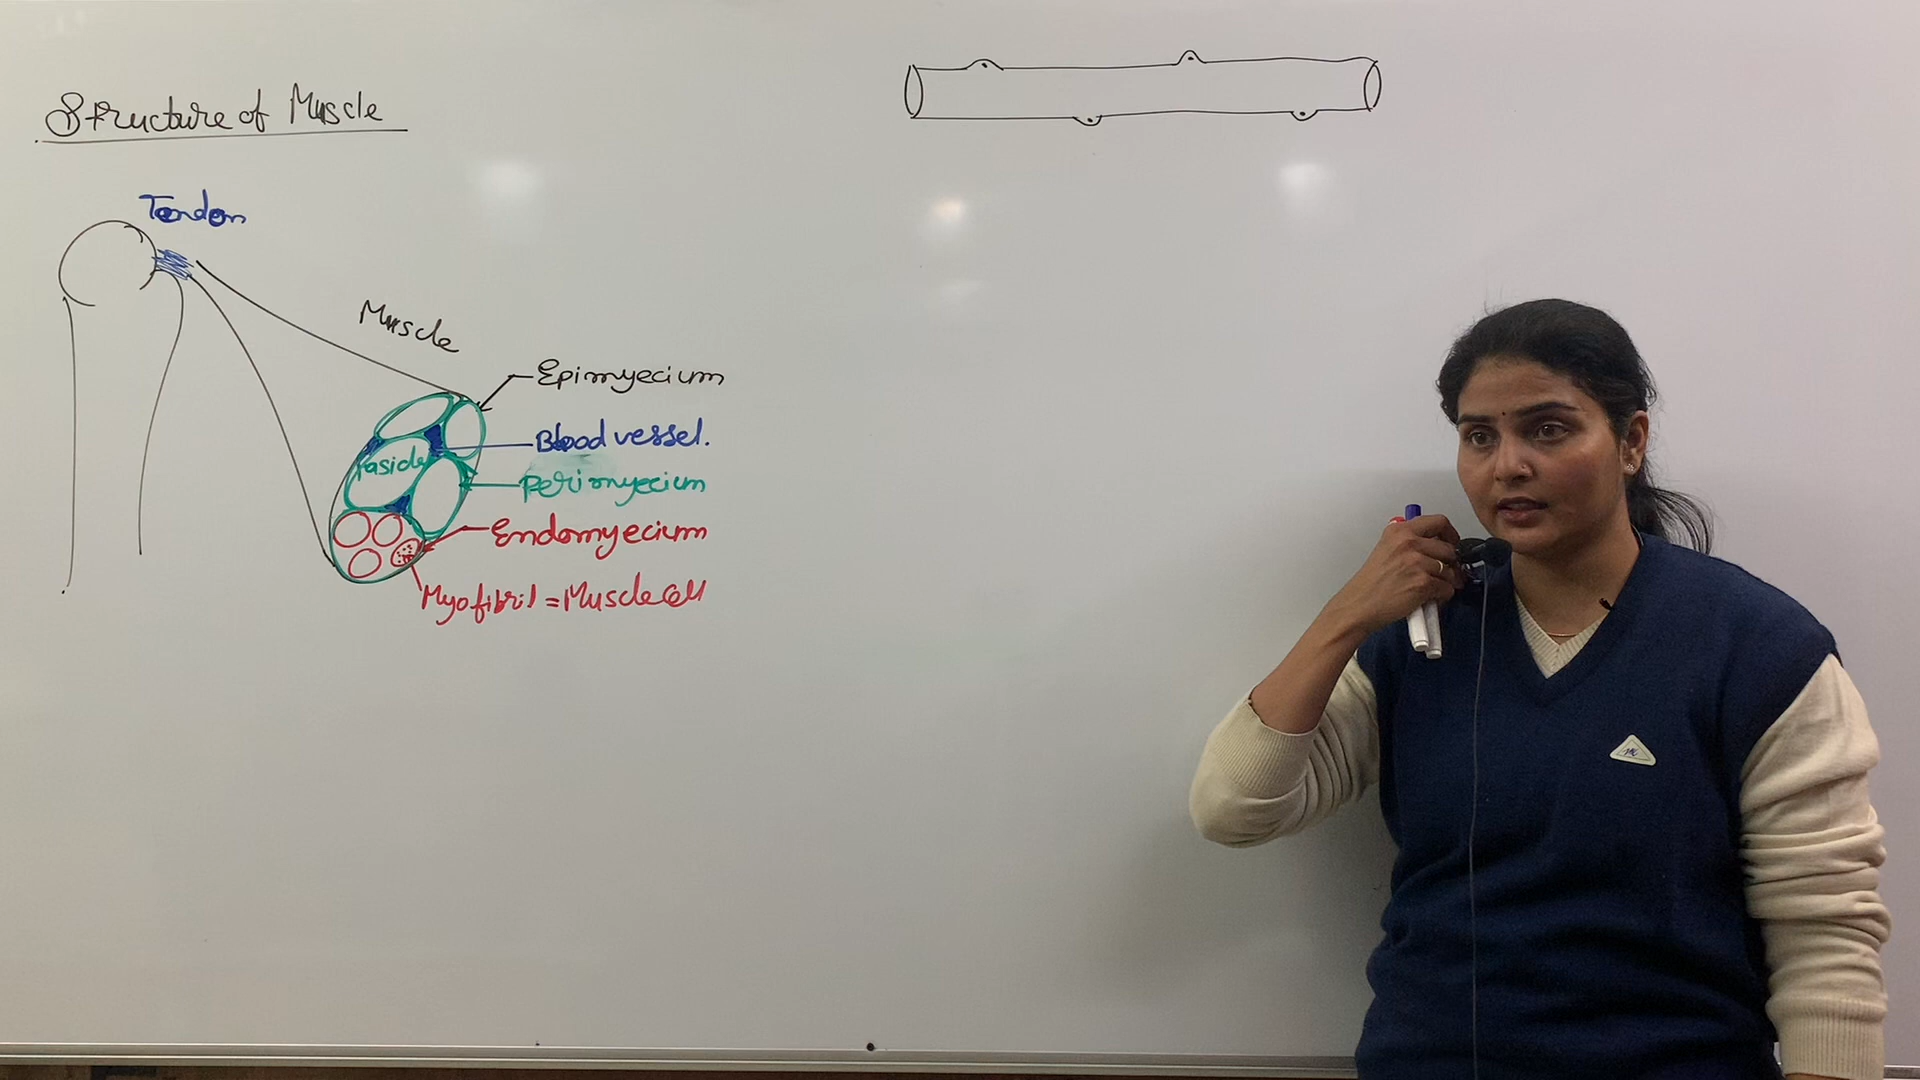 Structure of Muscle
Tendon
Muscle
Epimyecium
Blood vessel.
fasicle
Perimyecium
Endomyecium
Myofibril = Muscle cell